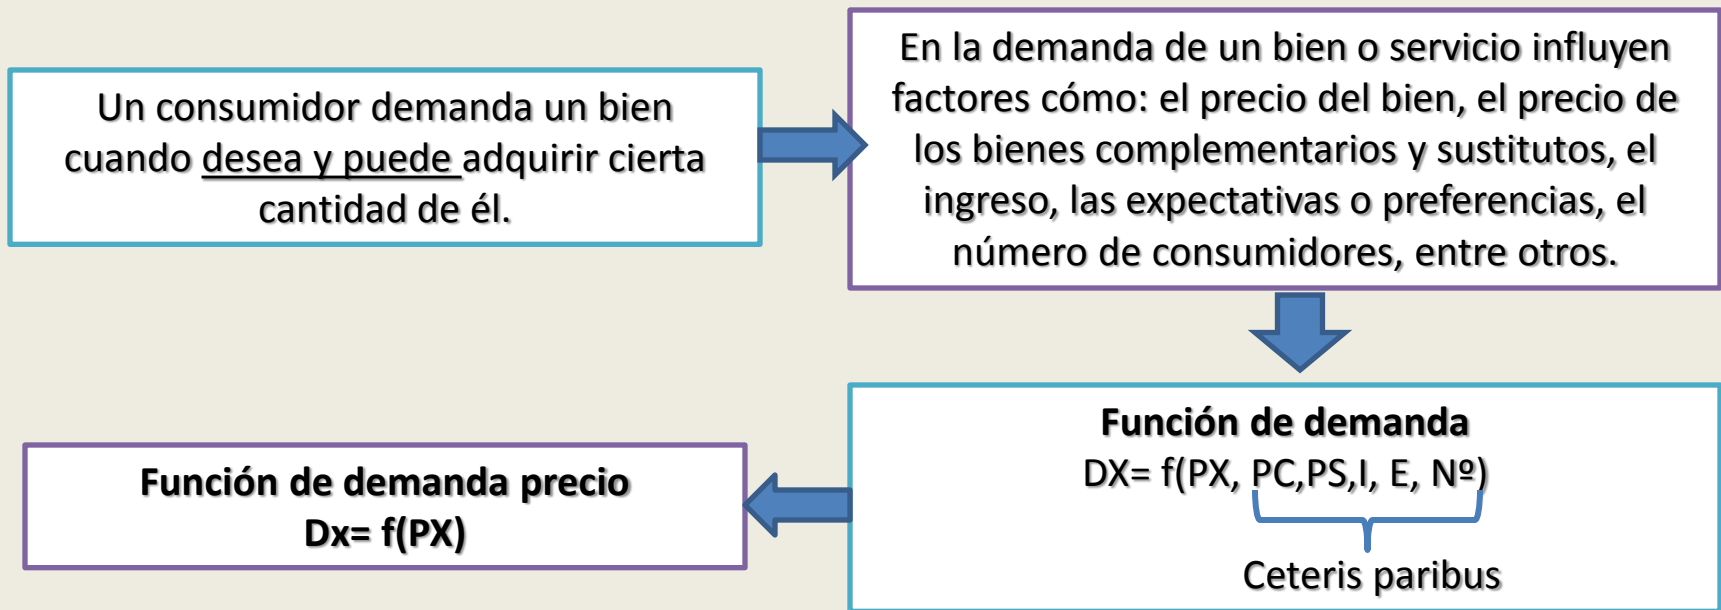 Un consumidor demanda un bien
cuando desea y puede adquirir cierta
cantidad de él.
En la demanda de un bien o servicio influyen
factores cómo: el precio del bien, el precio de
los bienes complementarios y sustitutos, el
ingreso, las expectativas o preferencias, el
número de consumidores, entre otros.
Función de demanda
DX= f(PX, PC,PS,I, E, Nº)
Ceteris paribus
Función de demanda precio
Dx= f(PX)